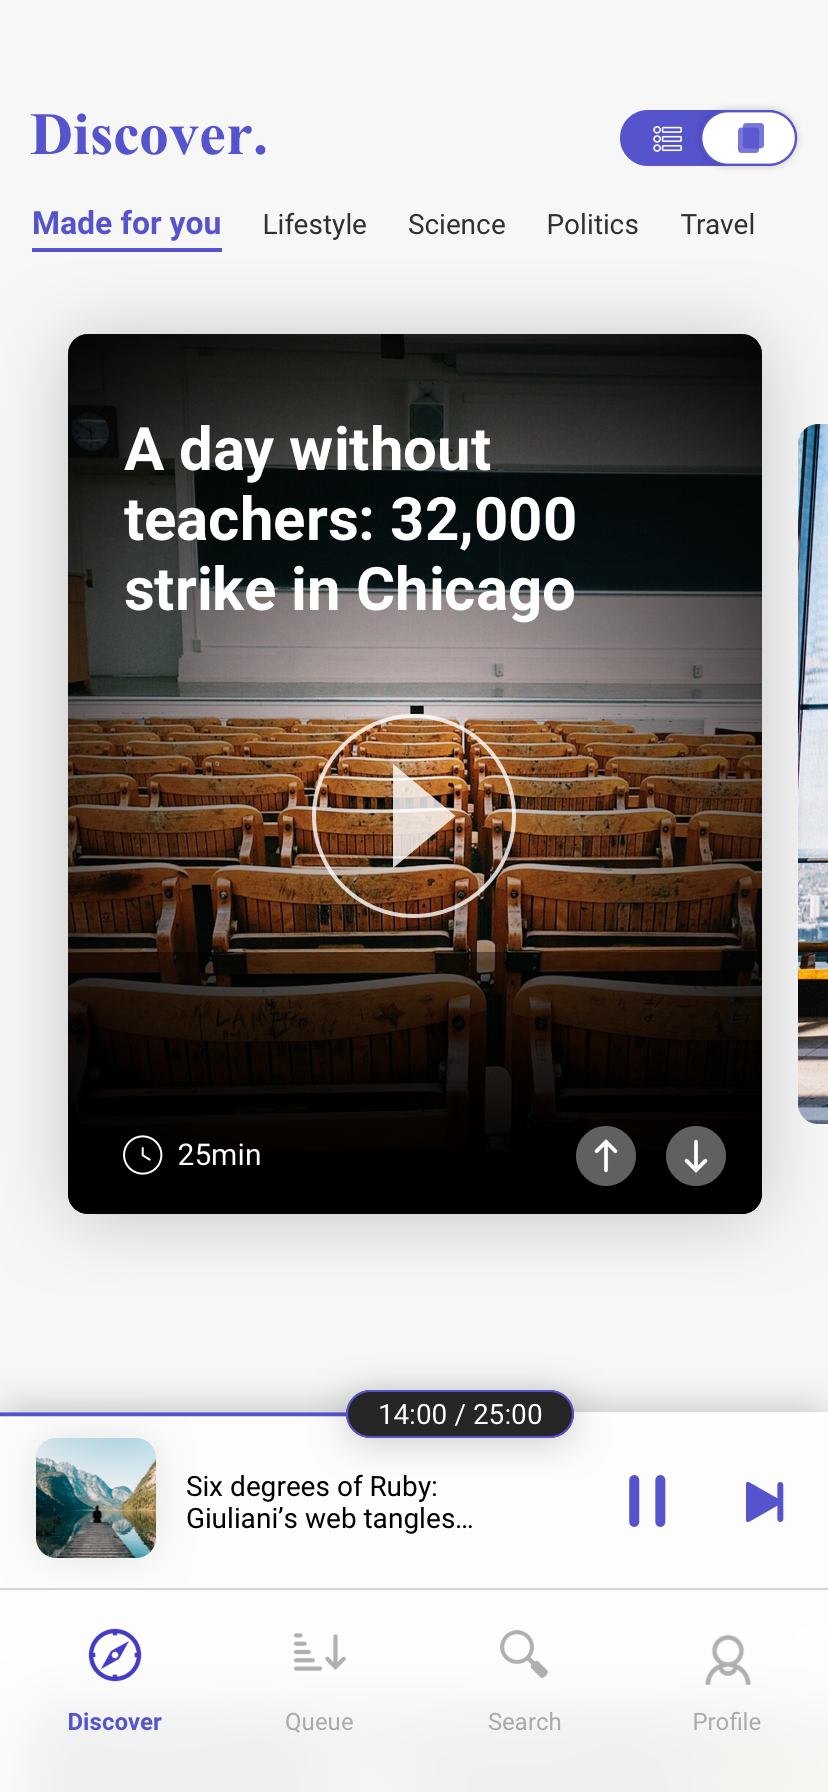 Discover.
Made for you Lifestyle Science Politics Travel
A day without
teachers: 32,000
strike in Chicago
25min
14:00 / 25:00
Six degrees of Ruby:
Giuliani’s web tangles...
Discover Queue Search Profile